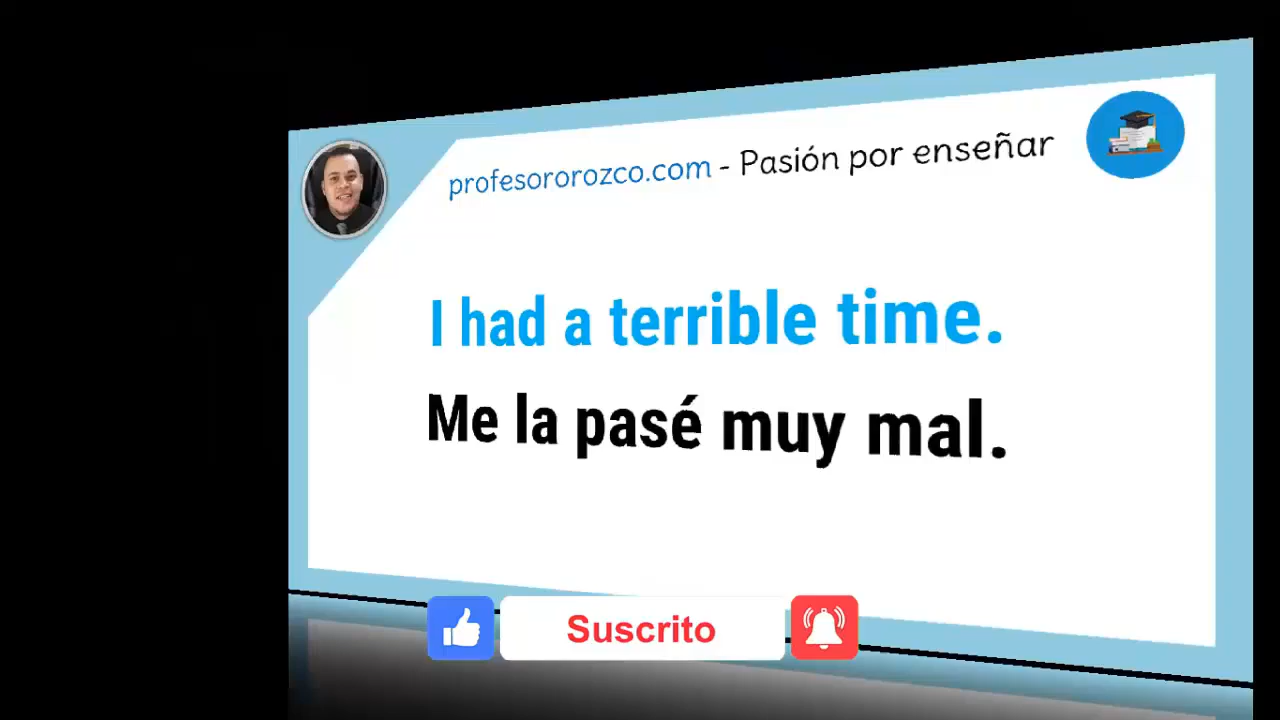 profesororozco.com - Pasión por enseñar
I had a terrible time.
Me la pasé muy mal.
Suscrito